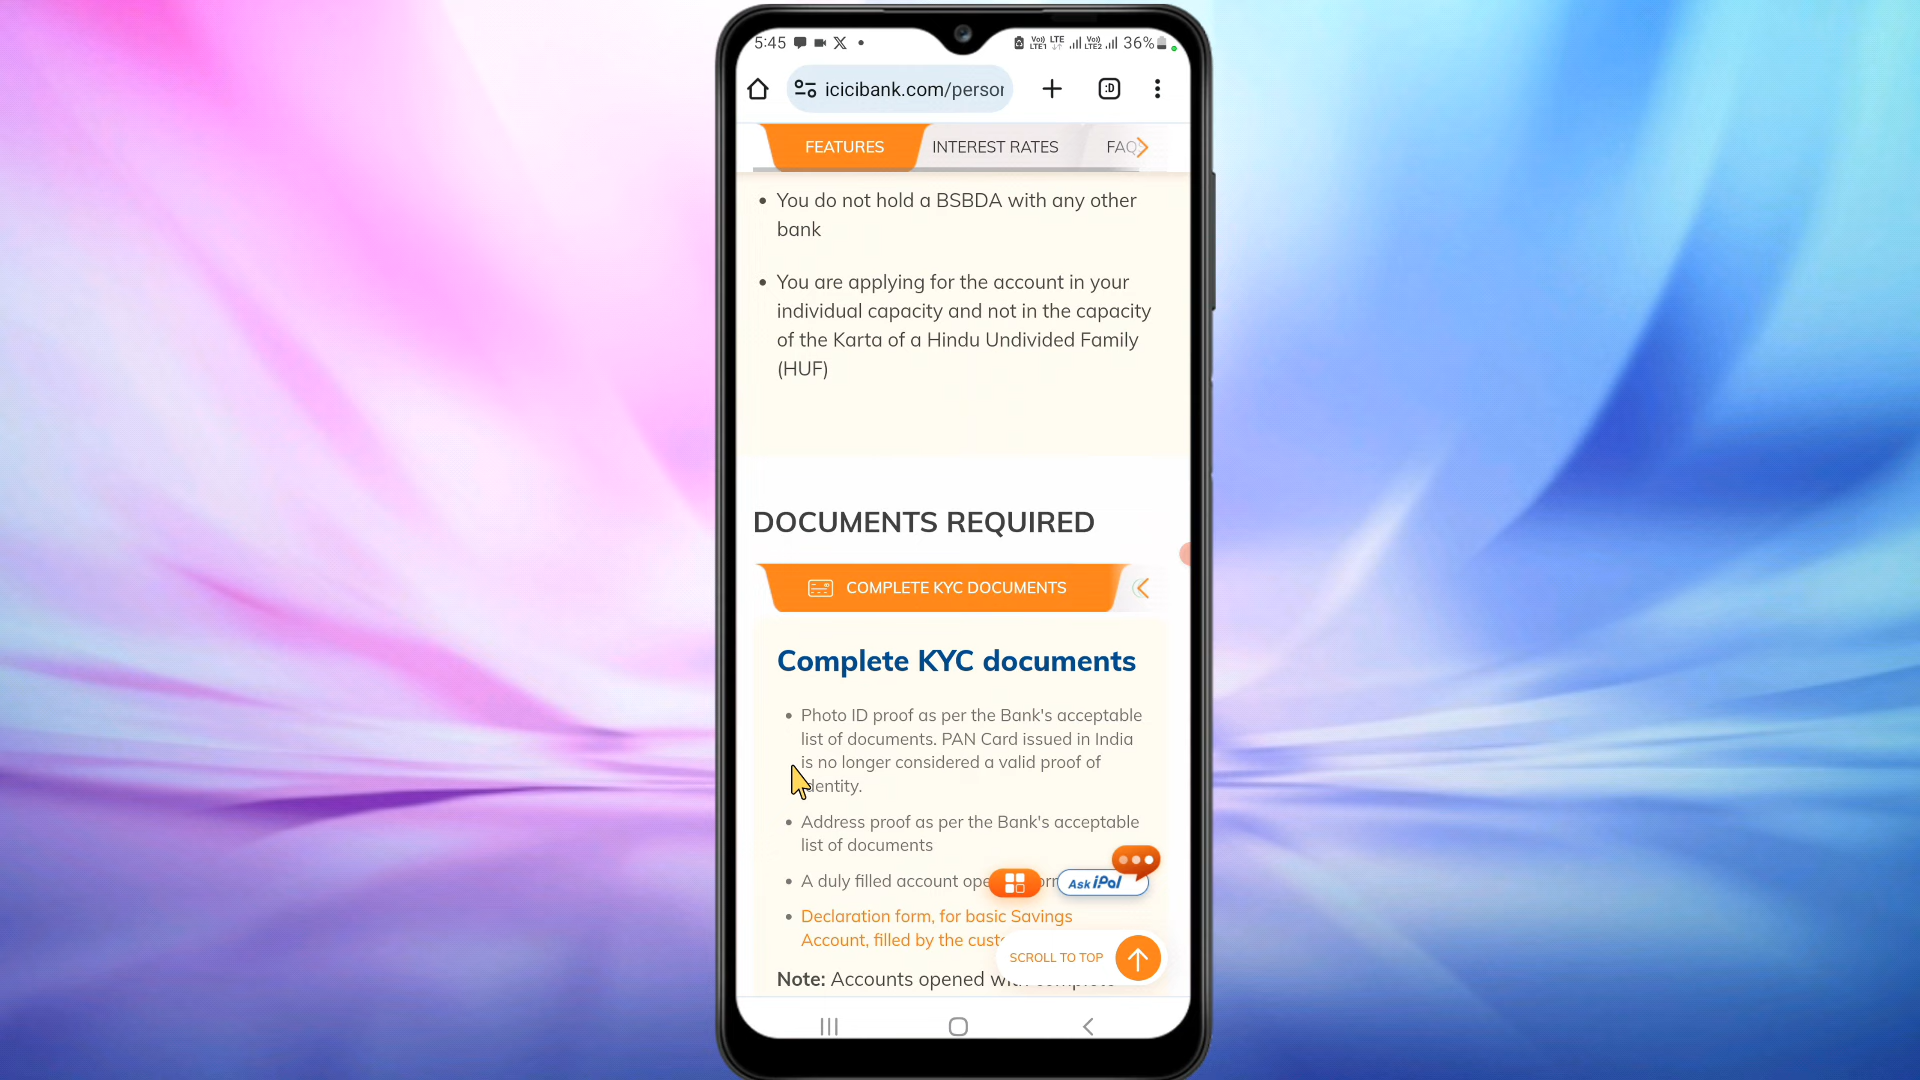 5:45
36%
icicibank.com/person
FEATURES
INTEREST RATES
FAQ
• You do not hold a BSBDA with any other
bank
• You are applying for the account in your
individual capacity and not in the capacity
of the Karta of a Hindu Undivided Family
(HUF)
DOCUMENTS REQUIRED
COMPLETE KYC DOCUMENTS
Complete KYC documents
• Photo ID proof as per the Bank's acceptable
list of documents. PAN Card issued in India
is no longer considered a valid proof of
identity.
• Address proof as per the Bank's acceptable
list of documents
• A duly filled account
Ask iPal
• Declaration form, for basic Savings
Account, filled by the
SCROLL TO TOP
Note: Accounts opened